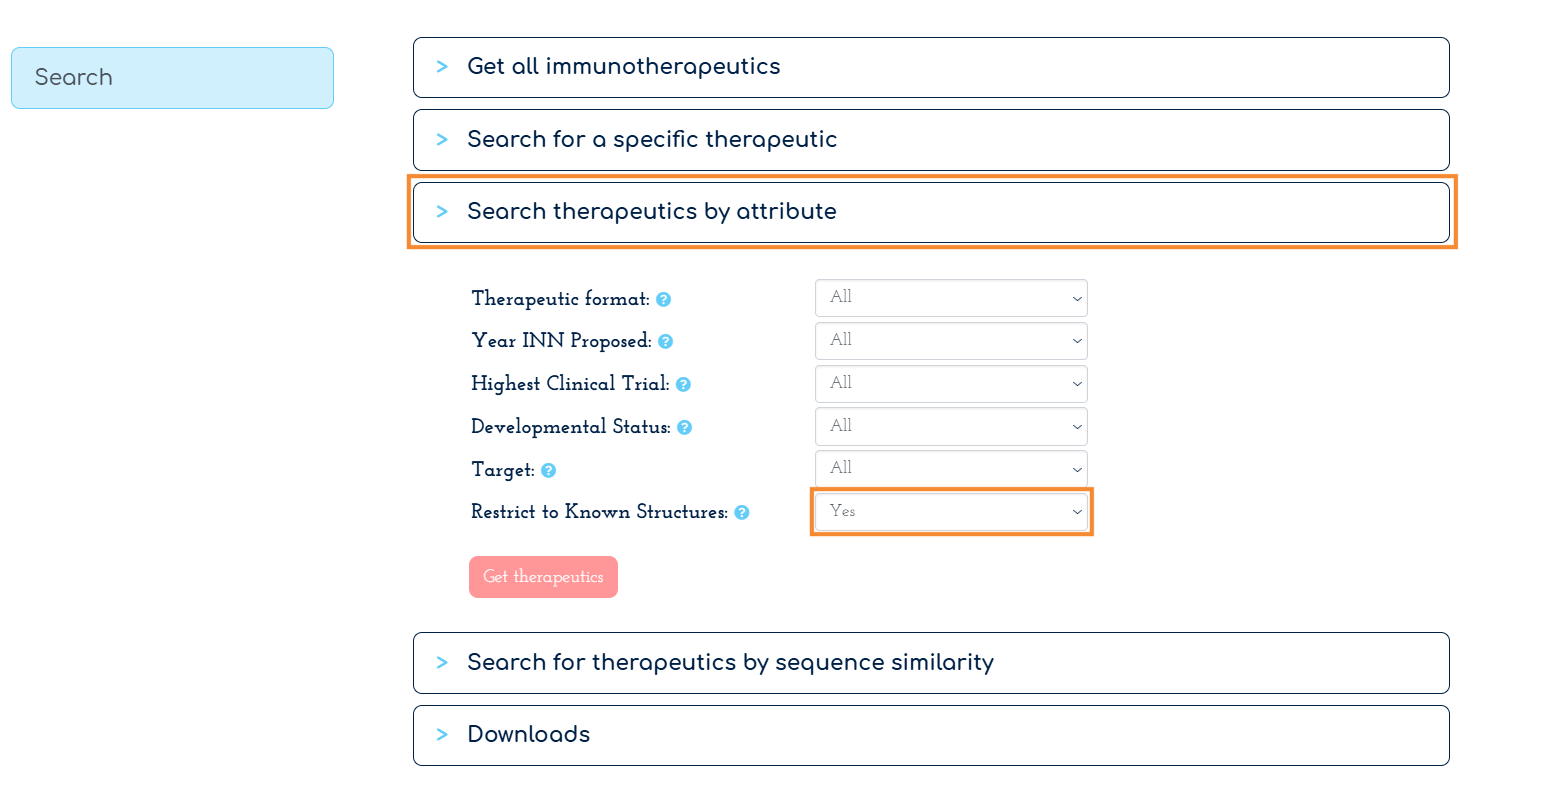 Search
> Get all immunotherapeutics
> Search for a specific therapeutic
> Search therapeutics by attribute
Therapeutic format: ? All
Year INN Proposed: ? All
Highest Clinical Trial: ? All
Developmental Status: ? All
Target: ? All
Restrict to Known Structures: ? Yes
Get therapeutics
> Search for therapeutics by sequence similarity
> Downloads